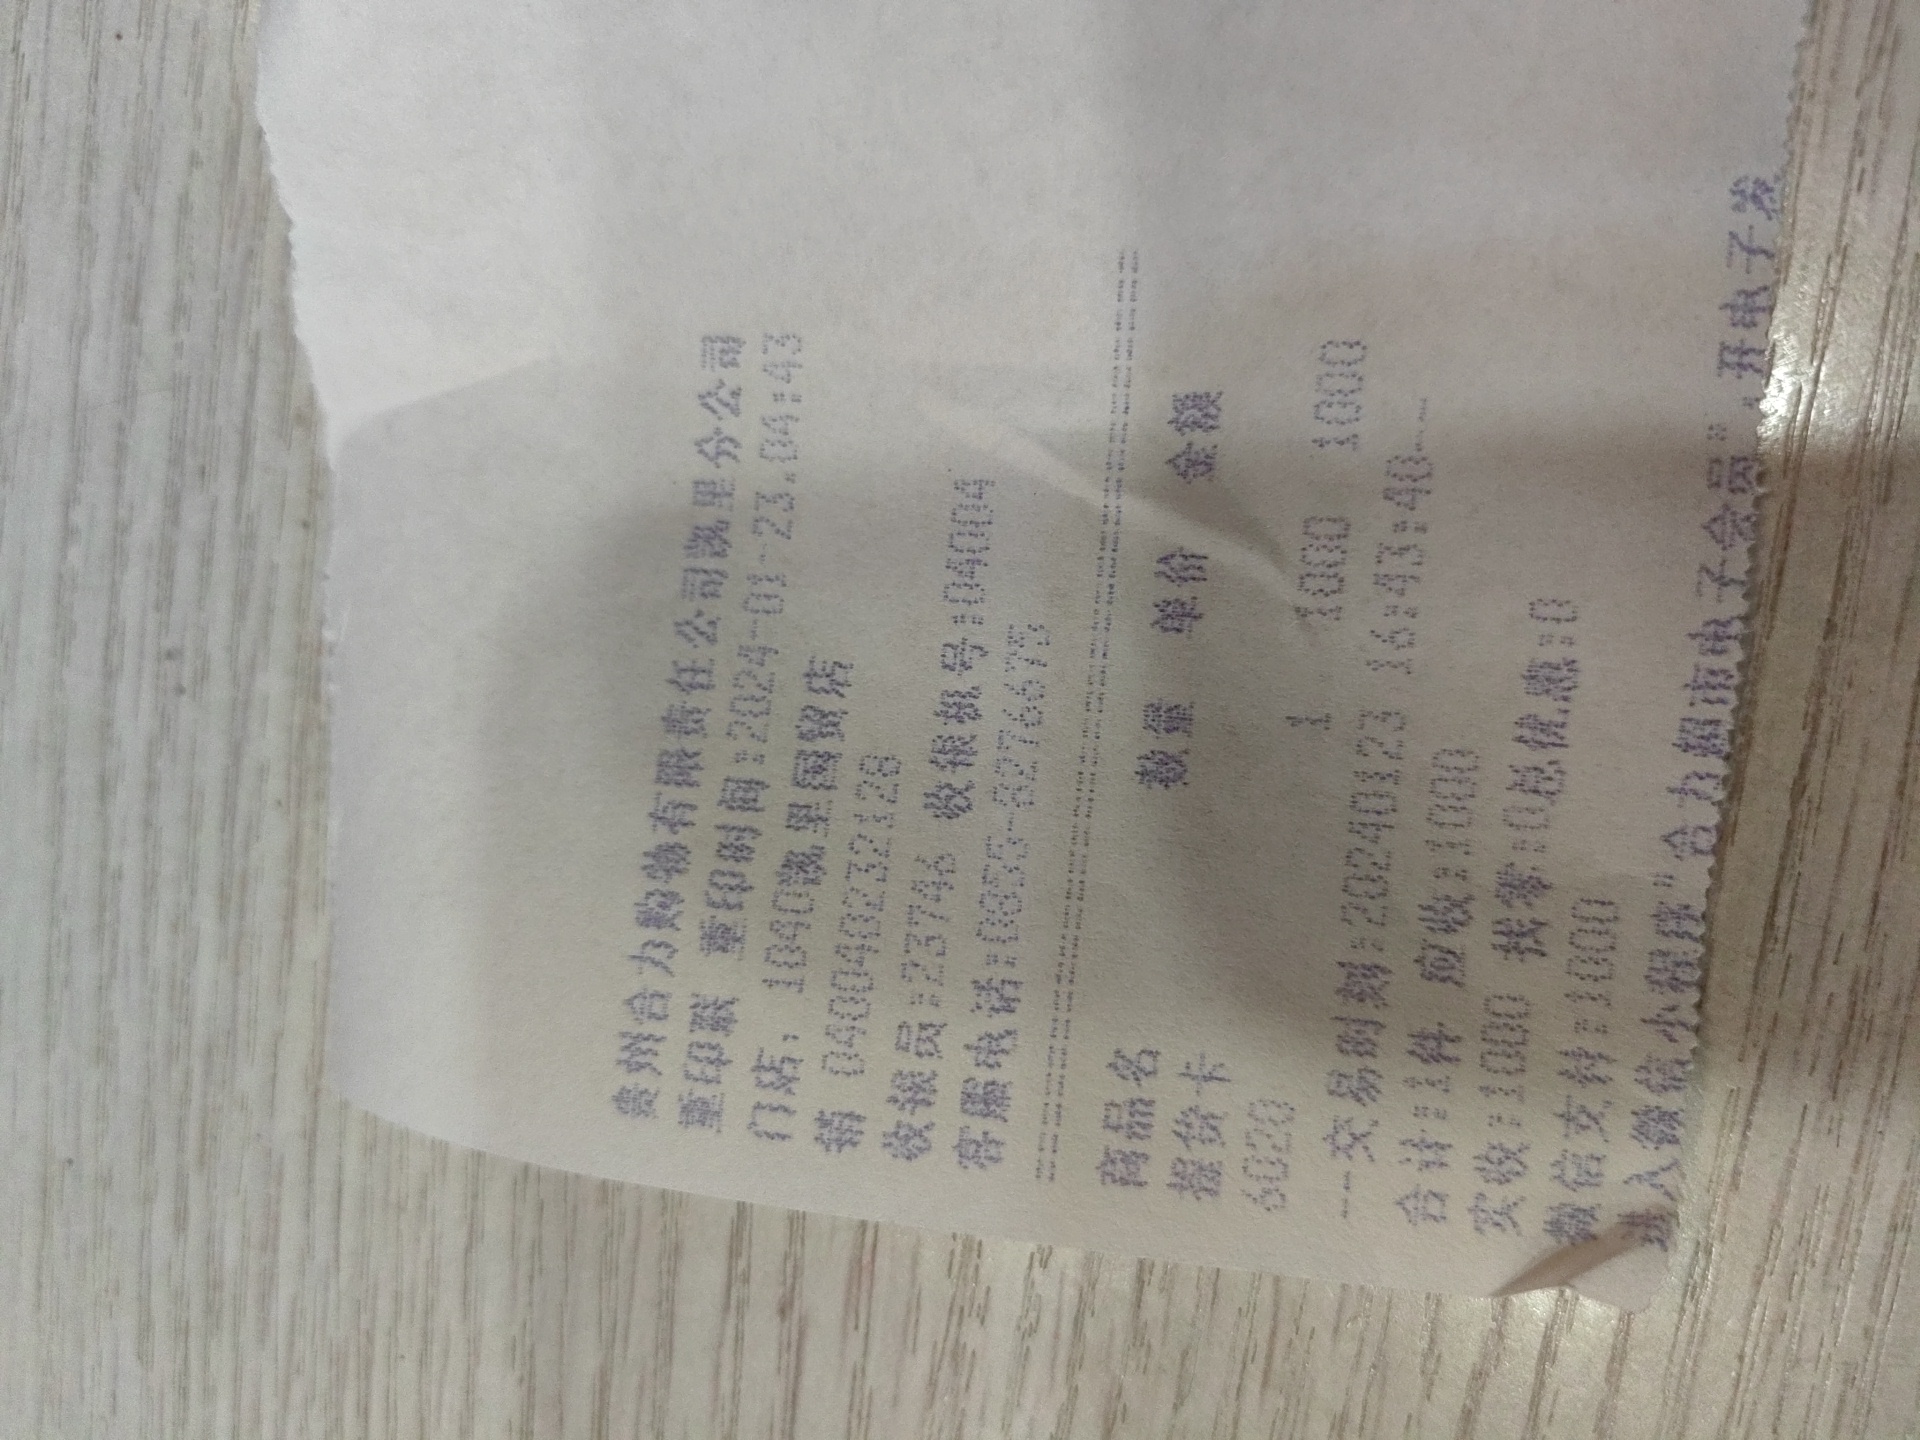 贵州合力购物有限责任公司凯里分公司
重印联 重印时间:2024-01-23.04:43
门店: 1040凯里国贸店
销 0400403232128
收银员:23746 收银机号:04004
客服电话:0855-8276675
商品名 数量 单价 金额
提货卡
6020 1 1000 1000
--交易时刻:20240123 16:43:40--
合计:1件 应收:1000
实收:1000 找零:0总优惠:0
微信支付:1000
进入微信小程序"合力超市电子会员",开电子发